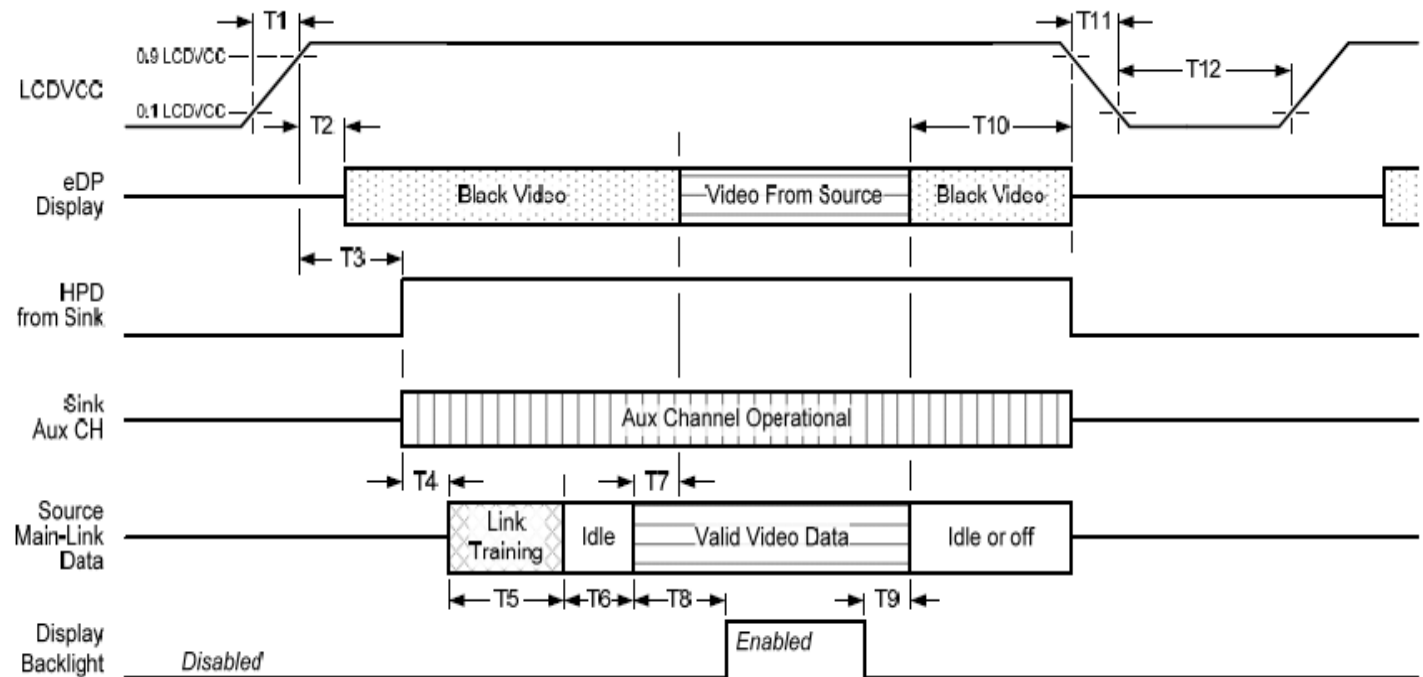 T1
T11
0.9 LCDVCC
T12
LCDVCC
0.1 LCDVCC
T2
T10
eDP
Display
Black Video
Video From Source
Black Video
T3
HPD
from Sink
Sink
Aux CH
Aux Channel Operational
T4
T7
Source
Main-Link
Data
Link
Training
Idle
Valid Video Data
Idle or off
T5
T6
T8
T9
Display
Backlight
Disabled
Enabled